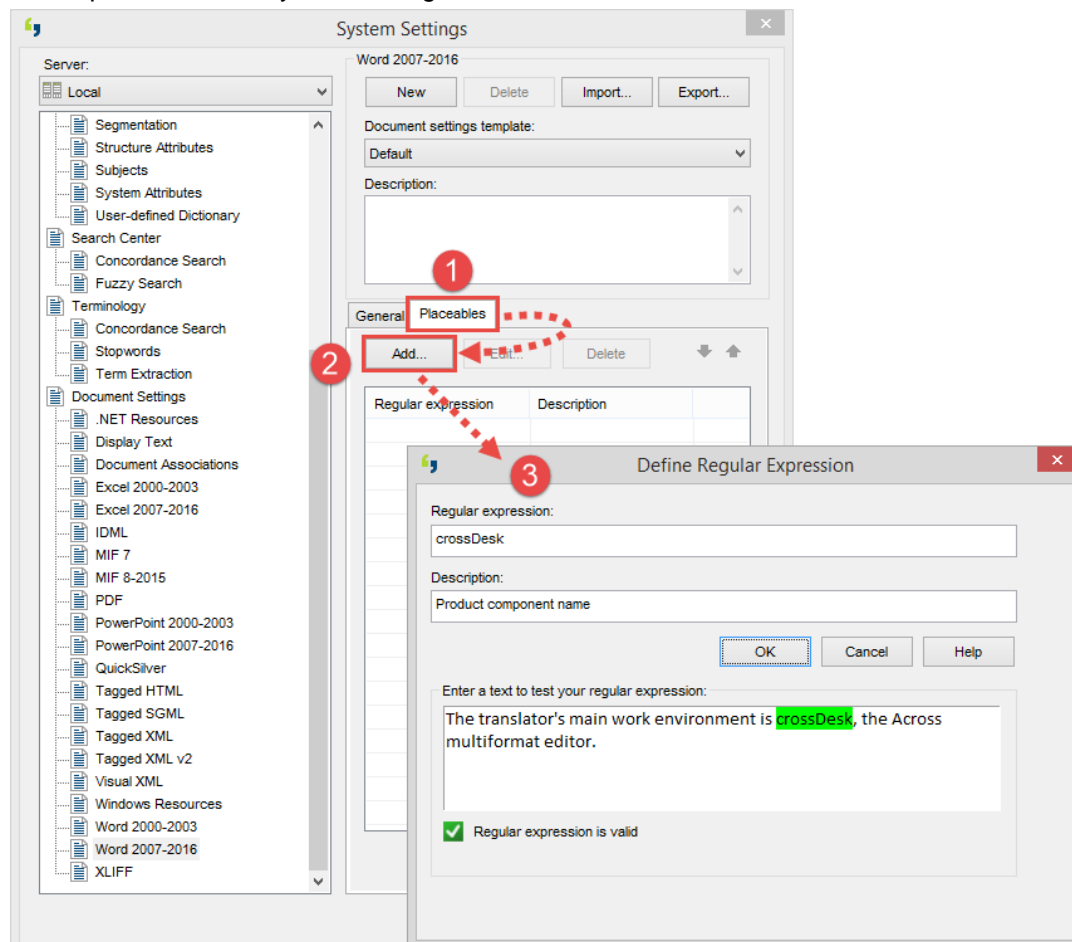 System Settings
Server:
Local
Segmentation
Structure Attributes
Subjects
System Attributes
User-defined Dictionary
Search Center
Concordance Search
Fuzzy Search
Terminology
Concordance Search
Stopwords
Term Extraction
Document Settings
.NET Resources
Display Text
Document Associations
Excel 2000-2003
Excel 2007-2016
IDML
MIF 7
MIF 8-2015
PDF
PowerPoint 2000-2003
PowerPoint 2007-2016
QuickSilver
Tagged HTML
Tagged SGML
Tagged XML
Tagged XML v2
Visual XML
Windows Resources
Word 2000-2003
Word 2007-2016
XLIFF
Word 2007-2016
New Delete Import... Export...
Document settings template:
Default
Description:
1
General Placeables
2
Add... Edit... Delete
Regular expression Description
3
Define Regular Expression
Regular expression:
crossDesk
Description:
Product component name
OK Cancel Help
Enter a text to test your regular expression:
The translator's main work environment is crossDesk, the Across
multiformat editor.
Regular expression is valid